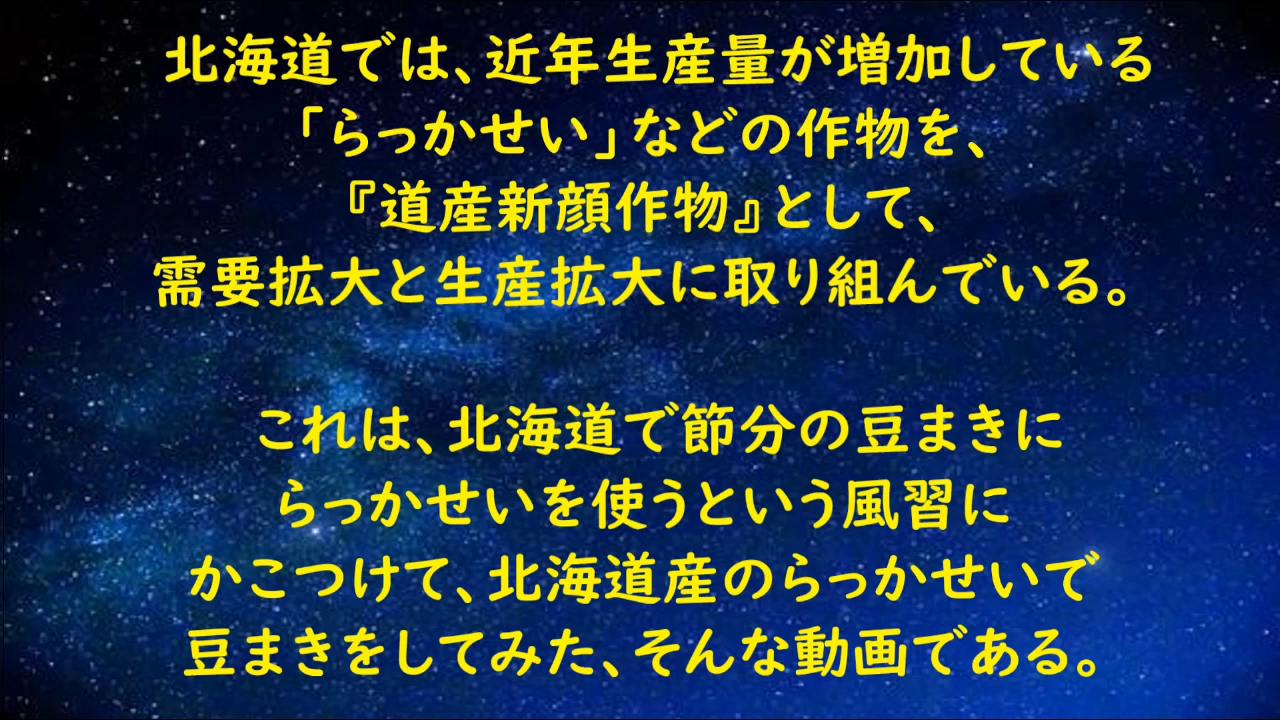 北海道では、近年生産量が増加している
「らっかせい」などの作物を、
『道産新顔作物』として、
需要拡大と生産拡大に取り組んでいる。
これは、北海道で節分の豆まきに
らっかせいを使うという風習に
かこつけて、北海道産のらっかせいで
豆まきをしてみた、そんな動画である。